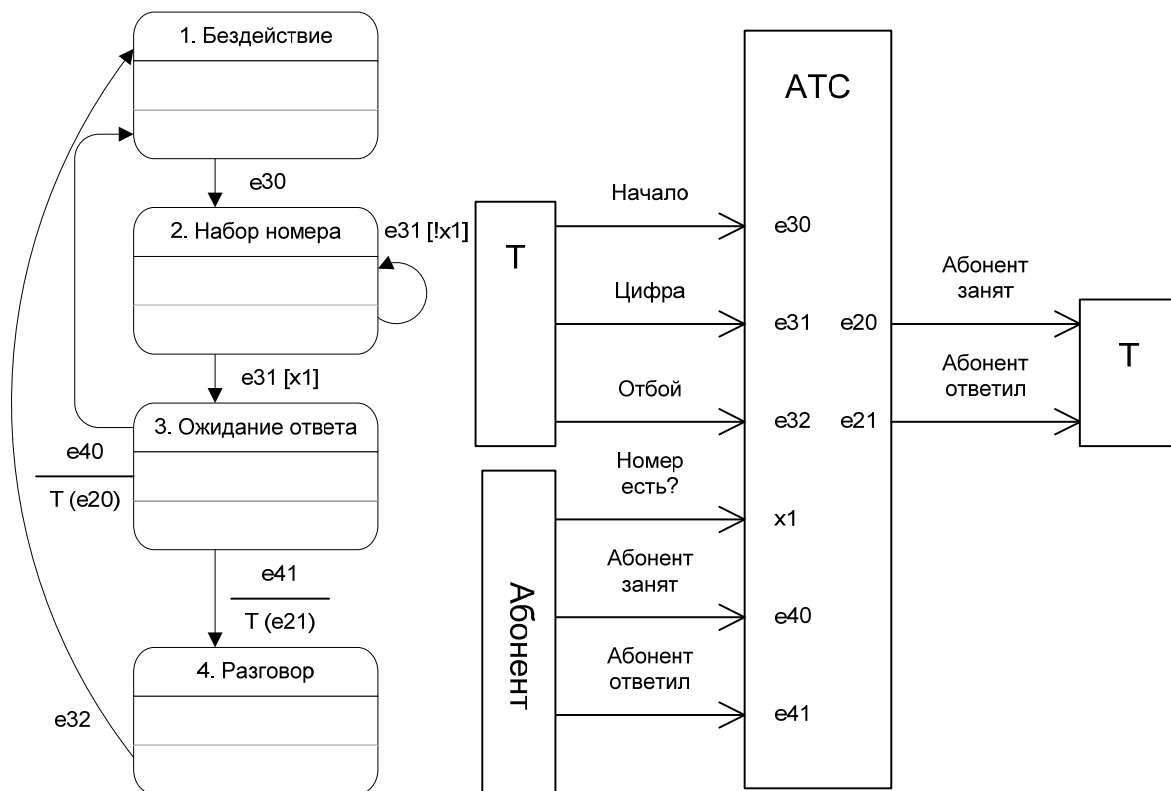 1. Бездействие
e30
2. Набор номера
e31 [!x1]
e31 [x1]
3. Ожидание ответа
e40
T (e20)
e41
T (e21)
4. Разговор
e32
T
Начало
Цифра
Отбой
Абонент
Номер
есть?
Абонент
занят
Абонент
ответил
АТС
e30
e31
e20
e32
e21
x1
e40
e41
Абонент
занят
Абонент
ответил
T